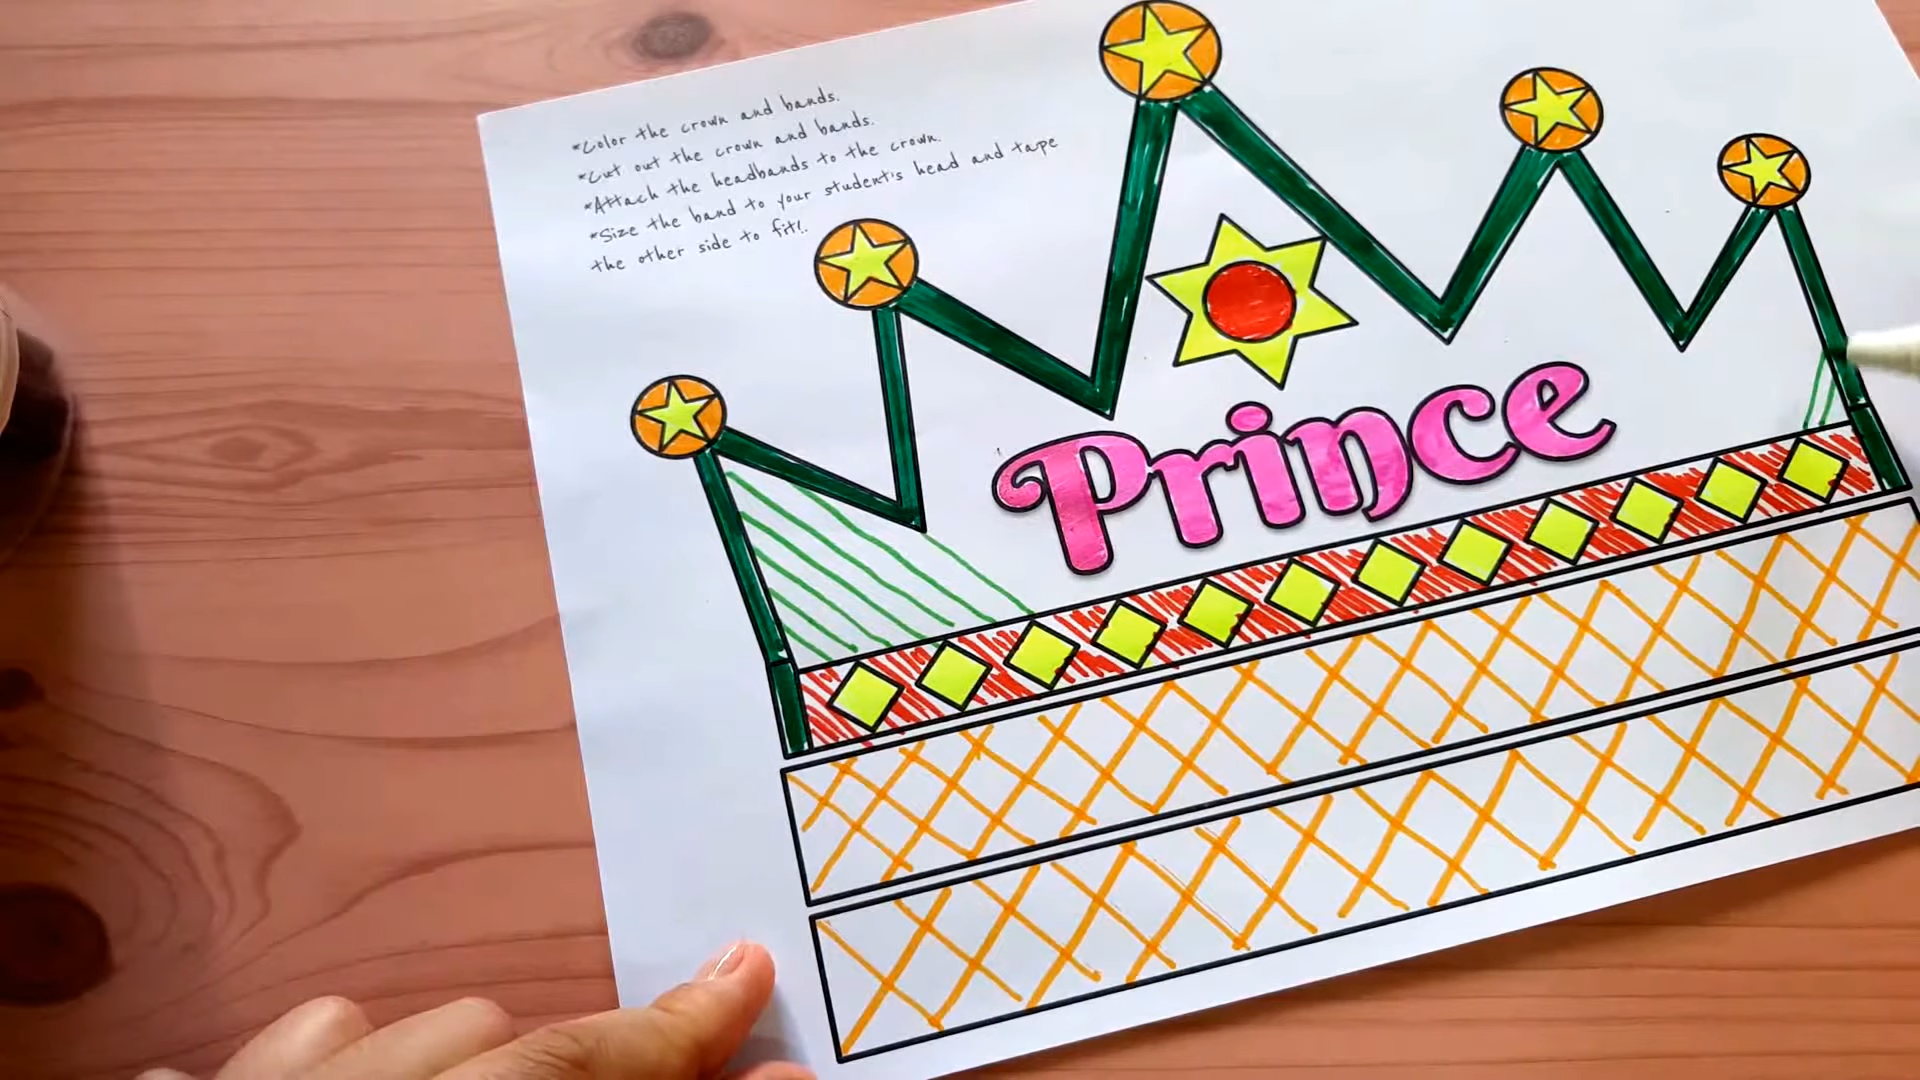 *Color the crown and bands.
*Cut out the crown and bands.
*Attach the headbands to the crown.
*Size the band to your student's head and tape
the other side to fit!.
Prince